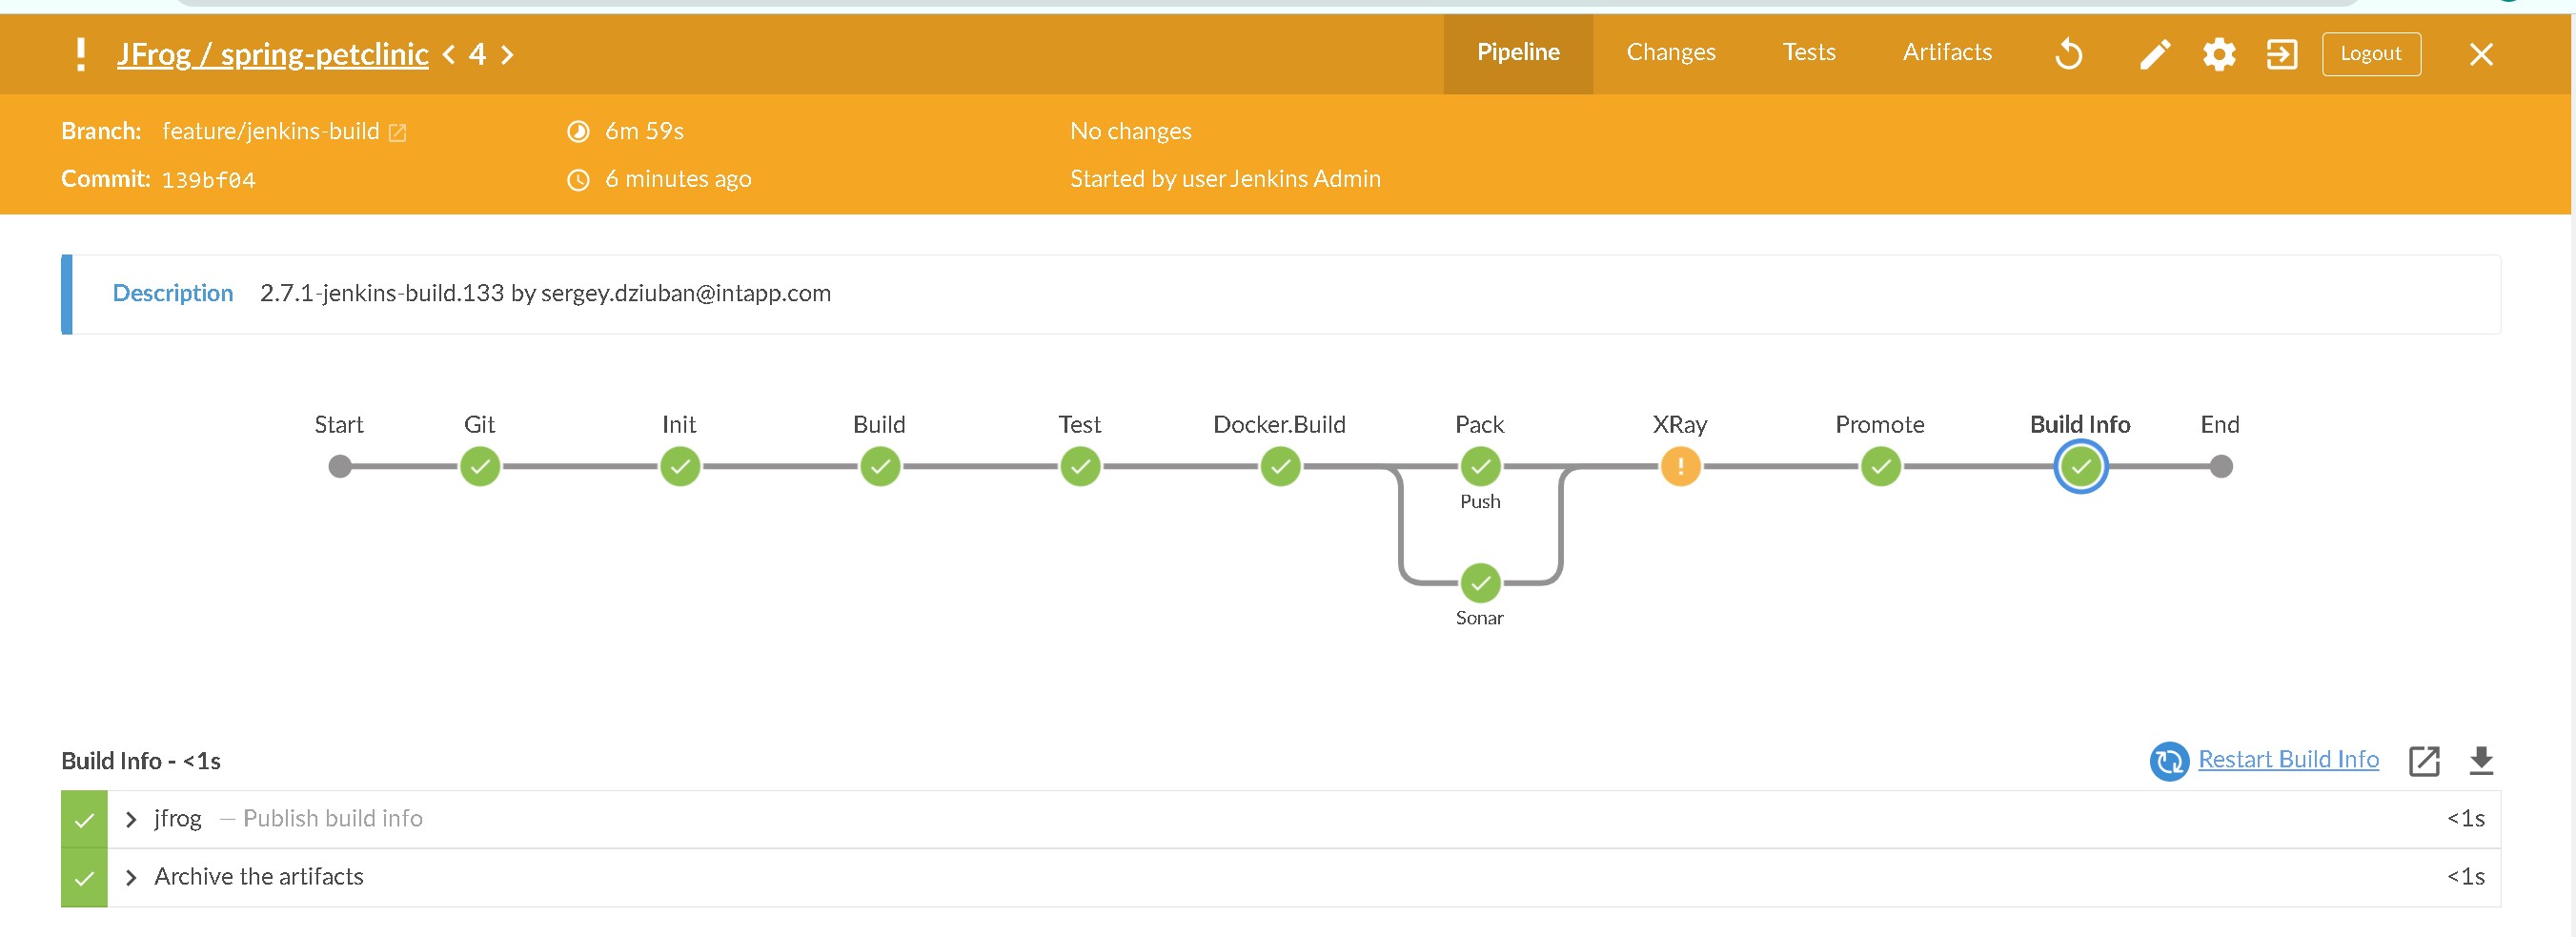 JFrog / spring-petclinic < 4 >
Pipeline Changes Tests Artifacts Logout
Branch: feature/jenkins-build 6m 59s No changes
Commit: 139bf04 6 minutes ago Started by user Jenkins Admin
Description 2.7.1-jenkins-build.133 by sergey.dziuban@intapp.com
Start Git Init Build Test Docker.Build Pack XRay Promote Build Info End
Push
Sonar
Build Info - <1s Restart Build Info
jfrog — Publish build info <1s
Archive the artifacts <1s